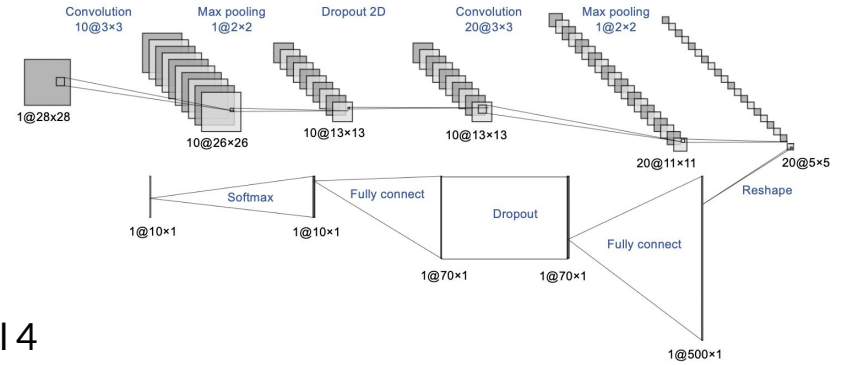 Convolution
10@3×3
Max pooling
1@2×2
Dropout 2D
Convolution
20@3×3
Max pooling
1@2×2
1@28x28
10@26×26
10@13×13
10@13×13
20@11×11
20@5×5
Reshape
Softmax
Fully connect
Dropout
Fully connect
1@10×1
1@10×1
1@70×1
1@70×1
1@500×1
14